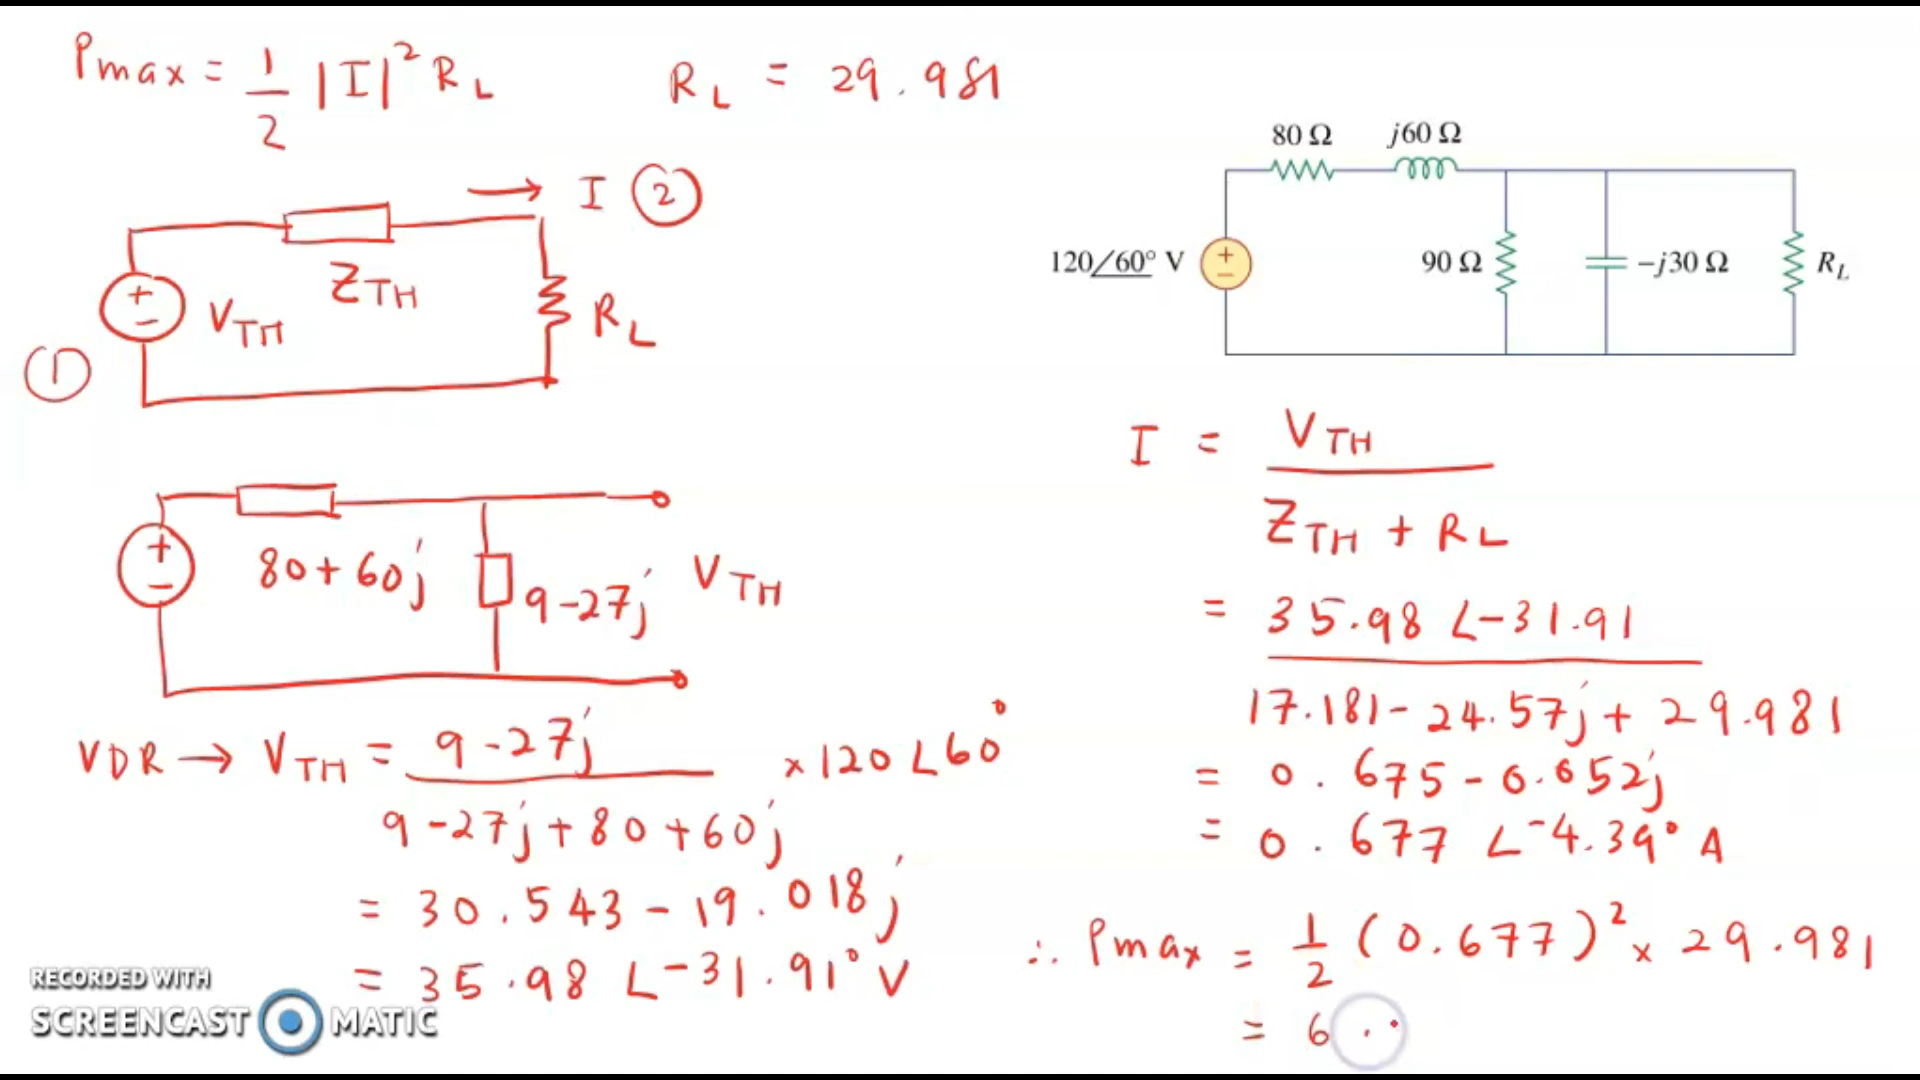 Pmax = 1/2 |I|² RL
RL = 29.981
I ②
ZTH
VTH
RL
①
80 Ω
j60 Ω
120∠60° V
+
−
90 Ω
−j30 Ω
RL
80+60j
9-27j
VTH
VDR → VTH = 9-27j / 9-27j+80+60j × 120∠60°
= 30.543 - 19.018j
= 35.98 ∠-31.91° V
I = VTH / ZTH + RL
= 35.98 ∠-31.91 / 17.181 - 24.57j + 29.981
= 0.675 - 0.052j
= 0.677 ∠-4.39° A
∴ Pmax = 1/2 (0.677)² × 29.981
= 6.
RECORDED WITH
SCREENCAST MATIC